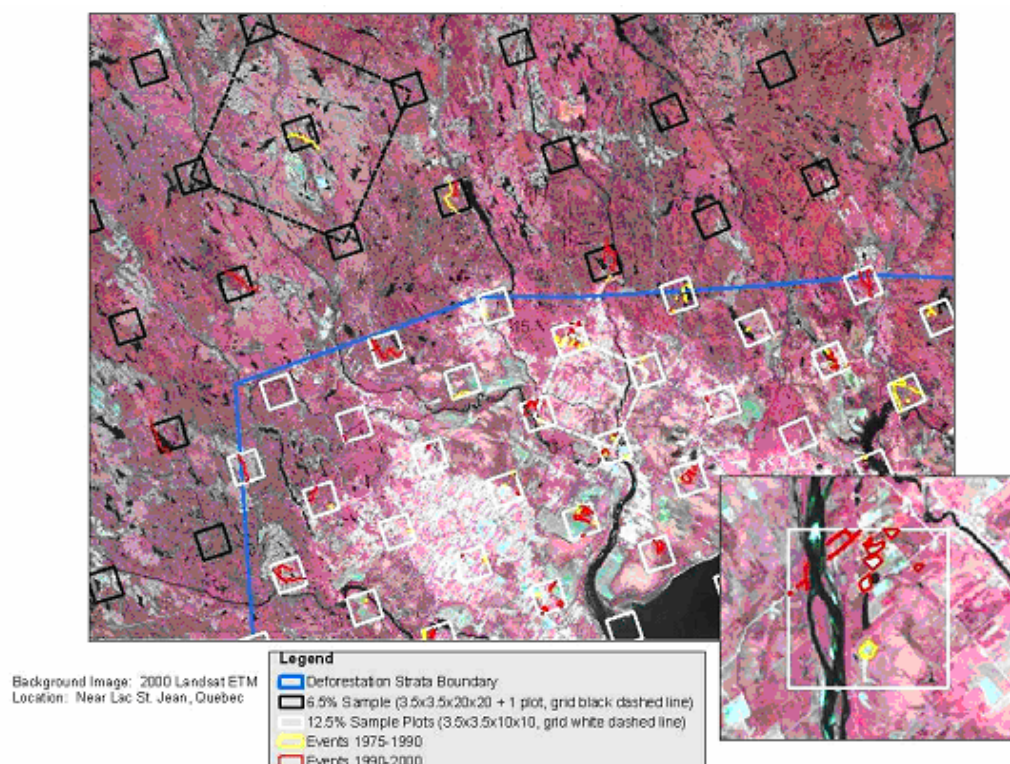 Background Image: 2000 Landsat ETM
Location: Near Lac St. Jean, Quebec
Legend
Deforestation Strata Boundary
6.5% Sample (3.5x3.5x20x20 + 1 plot, grid black dashed line)
12.5% Sample Plots (3.5x3.5x10x10, grid white dashed line)
Events 1975-1990
Events 1990-2000